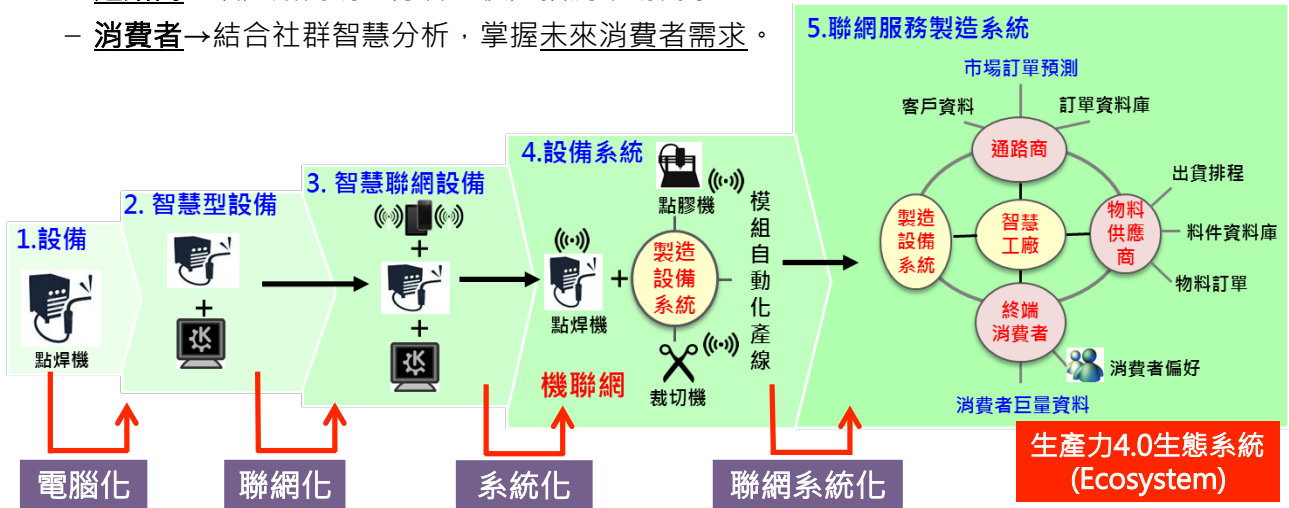 – 消費者→結合社群智慧分析，掌握未來消費者需求。
1.設備
點焊機
電腦化
2. 智慧型設備
+
聯網化
3. 智慧聯網設備
+
+
系統化
4.設備系統
點膠機
點焊機
+
製造
設備
系統
裁切機
模組自動化產線
機聯網
聯網系統化
5.聯網服務製造系統
市場訂單預測
客戶資料
訂單資料庫
通路商
製造
設備
系統
智慧
工廠
物料
供應
商
出貨排程
料件資料庫
物料訂單
終端
消費者
消費者偏好
消費者巨量資料
生產力4.0生態系統
(Ecosystem)